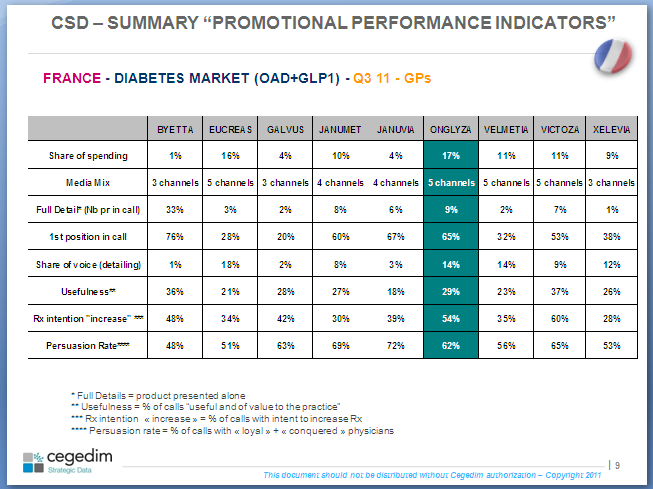 CSD – SUMMARY “PROMOTIONAL PERFORMANCE INDICATORS”
FRANCE - DIABETES MARKET (OAD+GLP1) - Q3 11 - GPs
BYETTA EUCREAS GALVUS JANUMET JANUVIA ONGLYZA VELMETIA VICTOZA XELEVIA
Share of spending 1% 16% 4% 10% 4% 17% 11% 11% 9%
Media Mix 3 channels 5 channels 3 channels 4 channels 4 channels 5 channels 5 channels 5 channels 3 channels
Full Detail* (Nb pr in call) 33% 3% 2% 8% 6% 9% 2% 7% 1%
1st position in call 76% 28% 20% 60% 67% 65% 32% 53% 38%
Share of voice (detailing) 1% 18% 2% 8% 3% 14% 14% 9% 12%
Usefulness** 36% 21% 28% 27% 18% 29% 23% 37% 26%
Rx intention "increase" *** 48% 34% 42% 30% 39% 54% 35% 60% 28%
Persuasion Rate**** 48% 51% 63% 69% 72% 62% 56% 65% 53%
* Full Details = product presented alone
** Usefulness = % of calls “useful and of value to the practice”
*** Rx intention « increase » = % of calls with intent to increase Rx
**** Persuasion rate = % of calls with « loyal » + « conquered » physicians
cegedim
Strategic Data
9
This document should not be distributed without Cegedim authorization – Copyright 2011